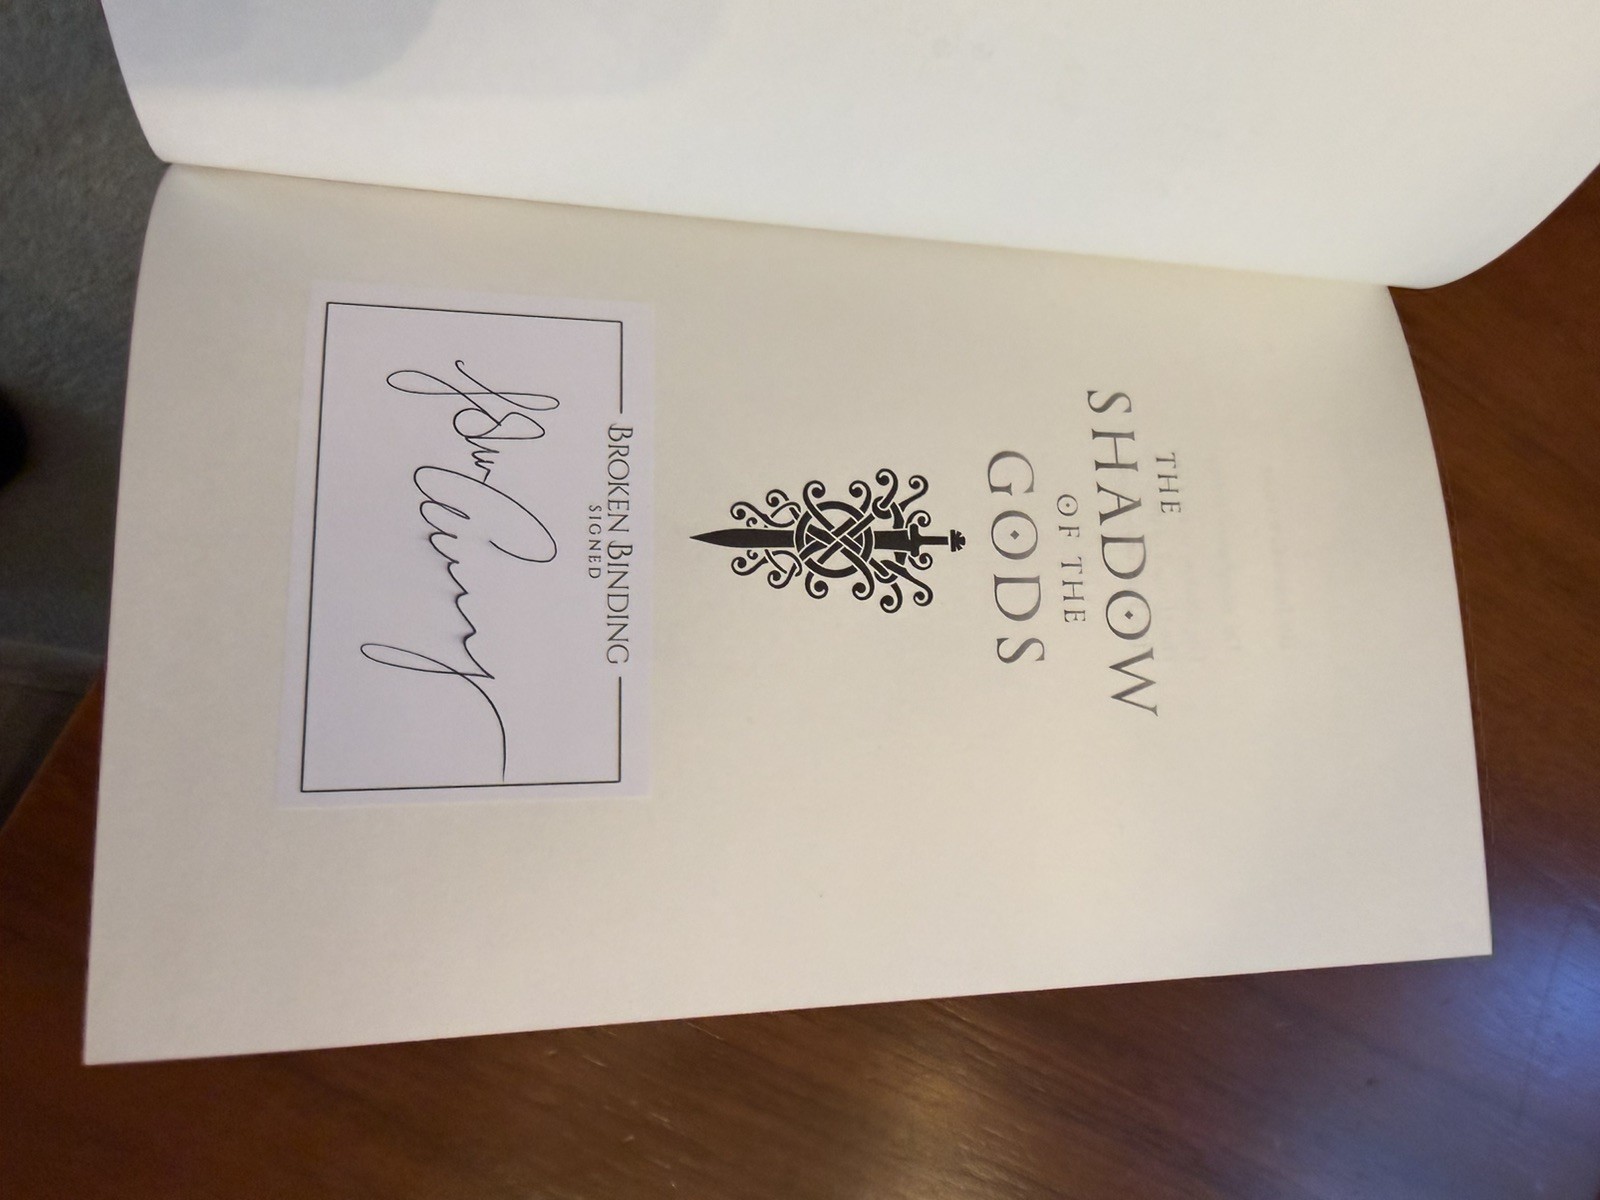 THE
SHADOW
OF THE
GODS
BROKEN BINDING
SIGNED